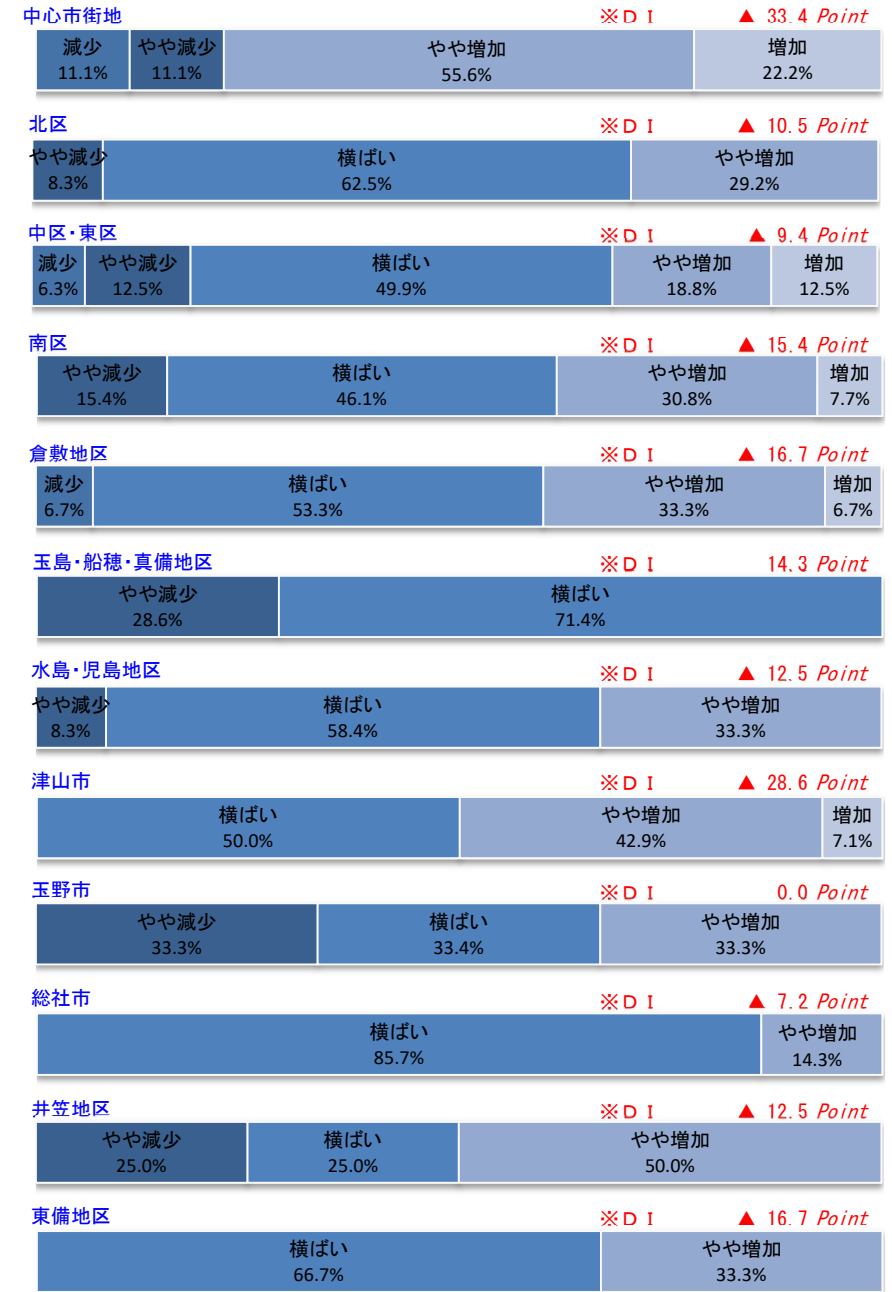 中心市街地 ※ＤＩ ▲ 33.4 Point
減少 やや減少 やや増加 増加
11.1% 11.1% 55.6% 22.2%
北区 ※ＤＩ ▲ 10.5 Point
やや減少 横ばい やや増加
8.3% 62.5% 29.2%
中区・東区 ※ＤＩ ▲ 9.4 Point
減少 やや減少 横ばい やや増加 増加
6.3% 12.5% 49.9% 18.8% 12.5%
南区 ※ＤＩ ▲ 15.4 Point
やや減少 横ばい やや増加 増加
15.4% 46.1% 30.8% 7.7%
倉敷地区 ※ＤＩ ▲ 16.7 Point
減少 横ばい やや増加 増加
6.7% 53.3% 33.3% 6.7%
玉島・船穂・真備地区 ※ＤＩ 14.3 Point
やや減少 横ばい
28.6% 71.4%
水島・児島地区 ※ＤＩ ▲ 12.5 Point
やや減少 横ばい やや増加
8.3% 58.4% 33.3%
津山市 ※ＤＩ ▲ 28.6 Point
横ばい やや増加 増加
50.0% 42.9% 7.1%
玉野市 ※ＤＩ 0.0 Point
やや減少 横ばい やや増加
33.3% 33.4% 33.3%
総社市 ※ＤＩ ▲ 7.2 Point
横ばい やや増加
85.7% 14.3%
井笠地区 ※ＤＩ ▲ 12.5 Point
やや減少 横ばい やや増加
25.0% 25.0% 50.0%
東備地区 ※ＤＩ ▲ 16.7 Point
横ばい やや増加
66.7% 33.3%